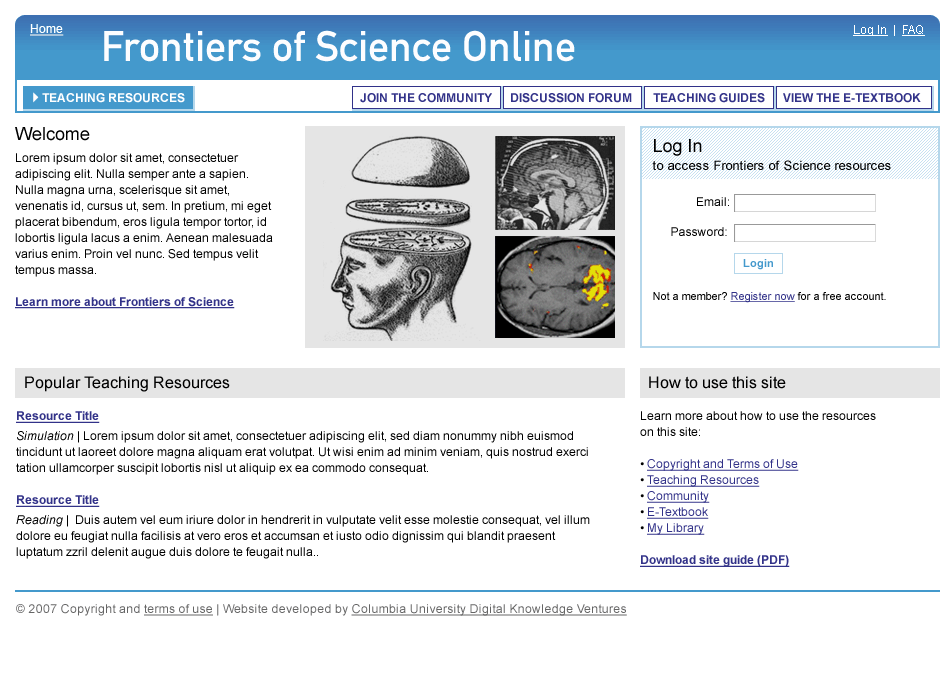 Home
Frontiers of Science Online
Log In | FAQ
TEACHING RESOURCES
JOIN THE COMMUNITY
DISCUSSION FORUM
TEACHING GUIDES
VIEW THE E-TEXTBOOK
Welcome
Lorem ipsum dolor sit amet, consectetuer
adipiscing elit. Nulla semper ante a sapien.
Nulla magna urna, scelerisque sit amet,
venenatis id, cursus ut, sem. In pretium, mi eget
placerat bibendum, eros ligula tempor tortor, id
lobortis ligula lacus a enim. Aenean malesuada
varius enim. Proin vel nunc. Sed tempus velit
tempus massa.
Learn more about Frontiers of Science
Log In
to access Frontiers of Science resources
Email:
Password:
Login
Not a member? Register now for a free account.
Popular Teaching Resources
Resource Title
Simulation | Lorem ipsum dolor sit amet, consectetuer adipiscing elit, sed diam nonummy nibh euismod
tincidunt ut laoreet dolore magna aliquam erat volutpat. Ut wisi enim ad minim veniam, quis nostrud exerci
tation ullamcorper suscipit lobortis nisl ut aliquip ex ea commodo consequat.
Resource Title
Reading | Duis autem vel eum iriure dolor in hendrerit in vulputate velit esse molestie consequat, vel illum
dolore eu feugiat nulla facilisis at vero eros et accumsan et iusto odio dignissim qui blandit praesent
luptatum zzril delenit augue duis dolore te feugait nulla..
How to use this site
Learn more about how to use the resources
on this site:
• Copyright and Terms of Use
• Teaching Resources
• Community
• E-Textbook
• My Library
Download site guide (PDF)
© 2007 Copyright and terms of use | Website developed by Columbia University Digital Knowledge Ventures